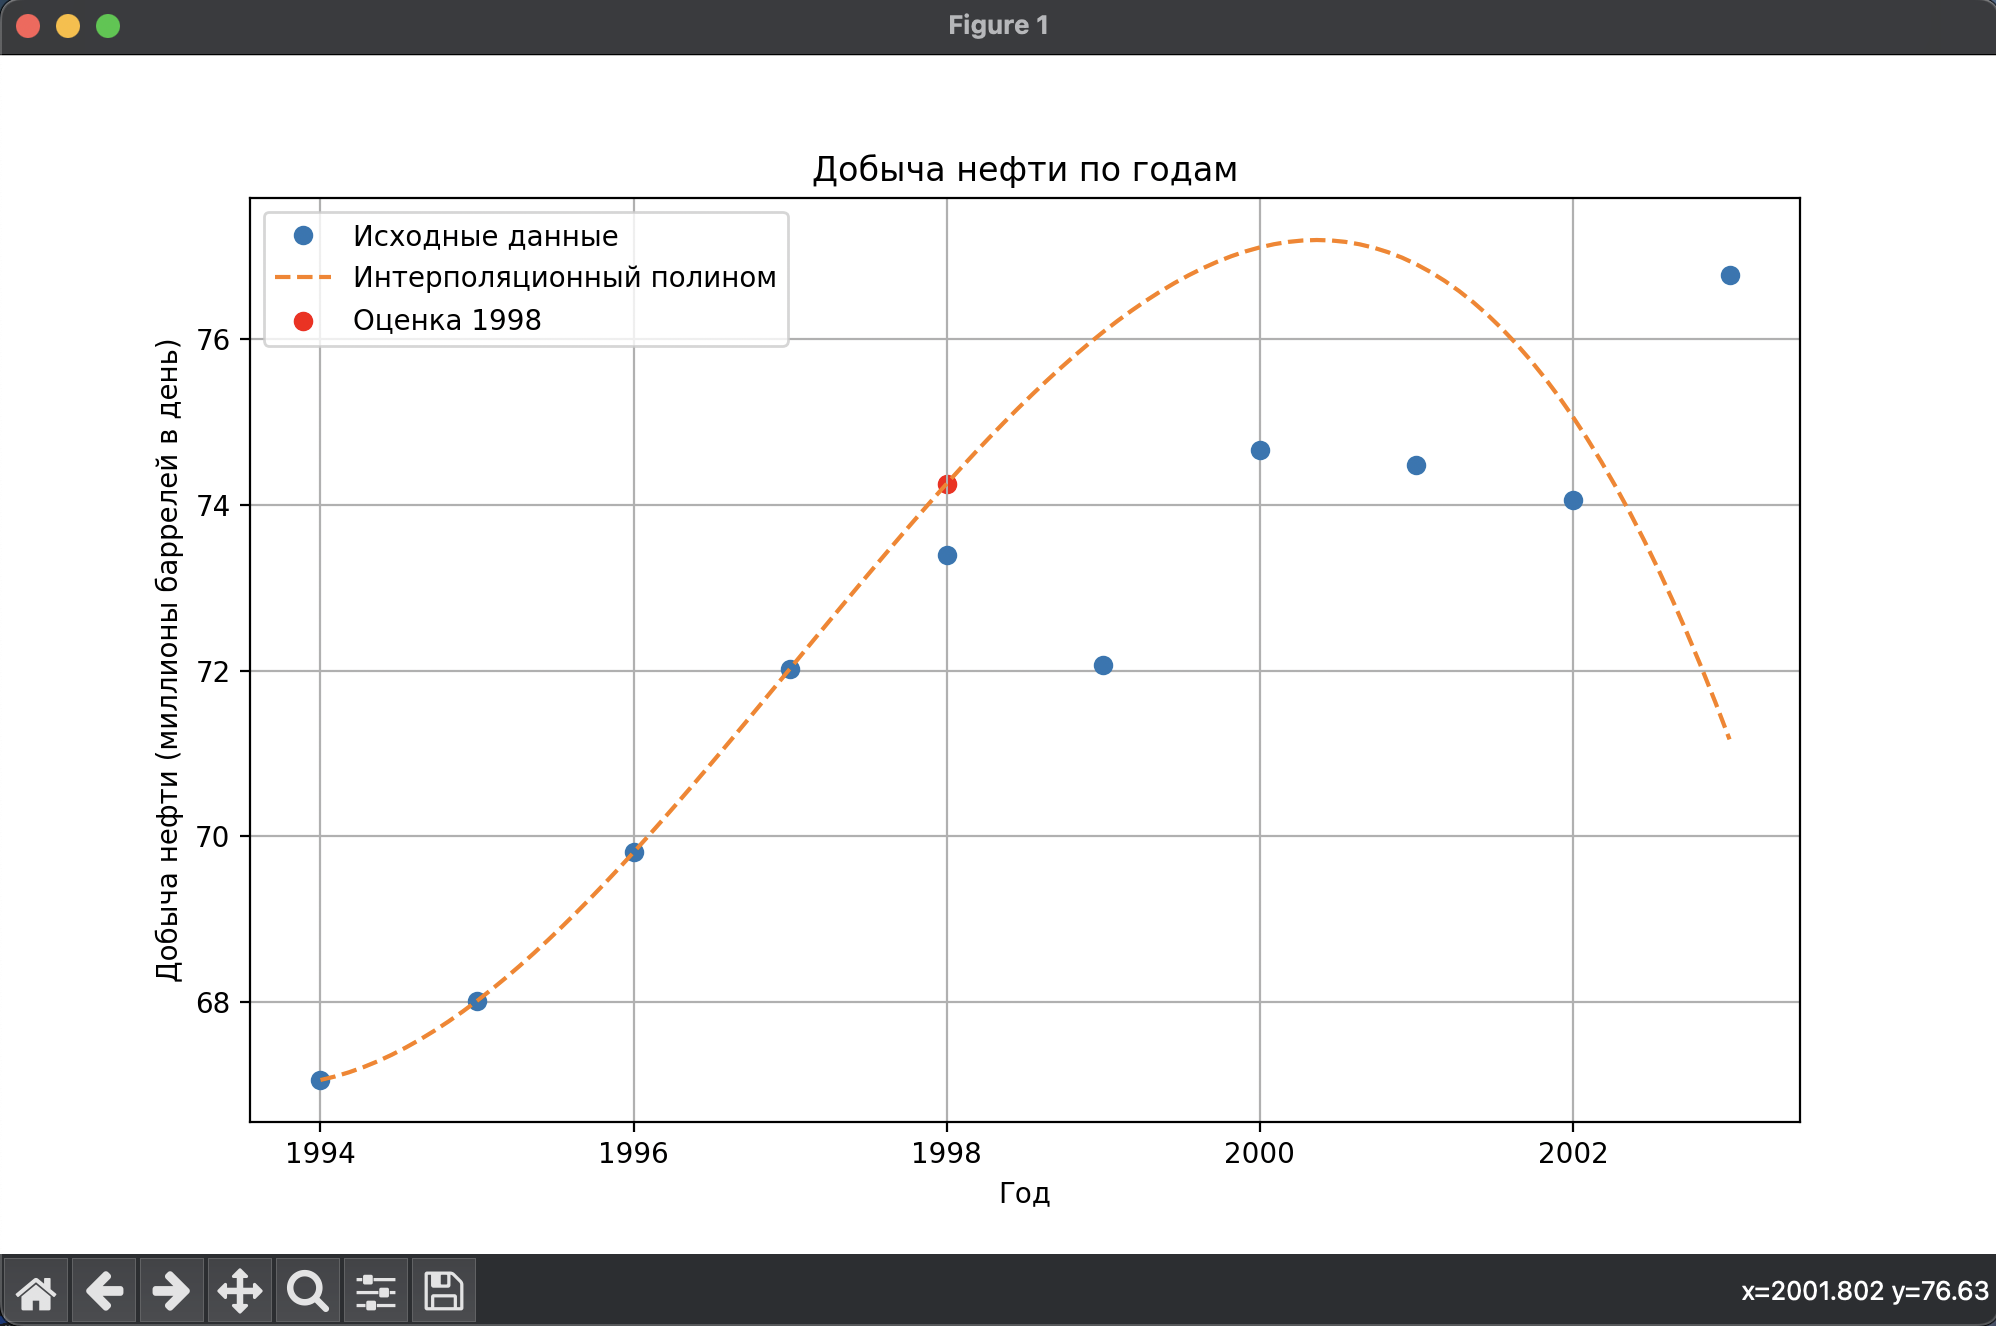 Figure 1
Добыча нефти по годам
Исходные данные
Интерполяционный полином
Оценка 1998
Добыча нефти (миллионы баррелей в день)
76
74
72
70
68
1994
1996
1998
2000
2002
Год
x=2001.802 y=76.63